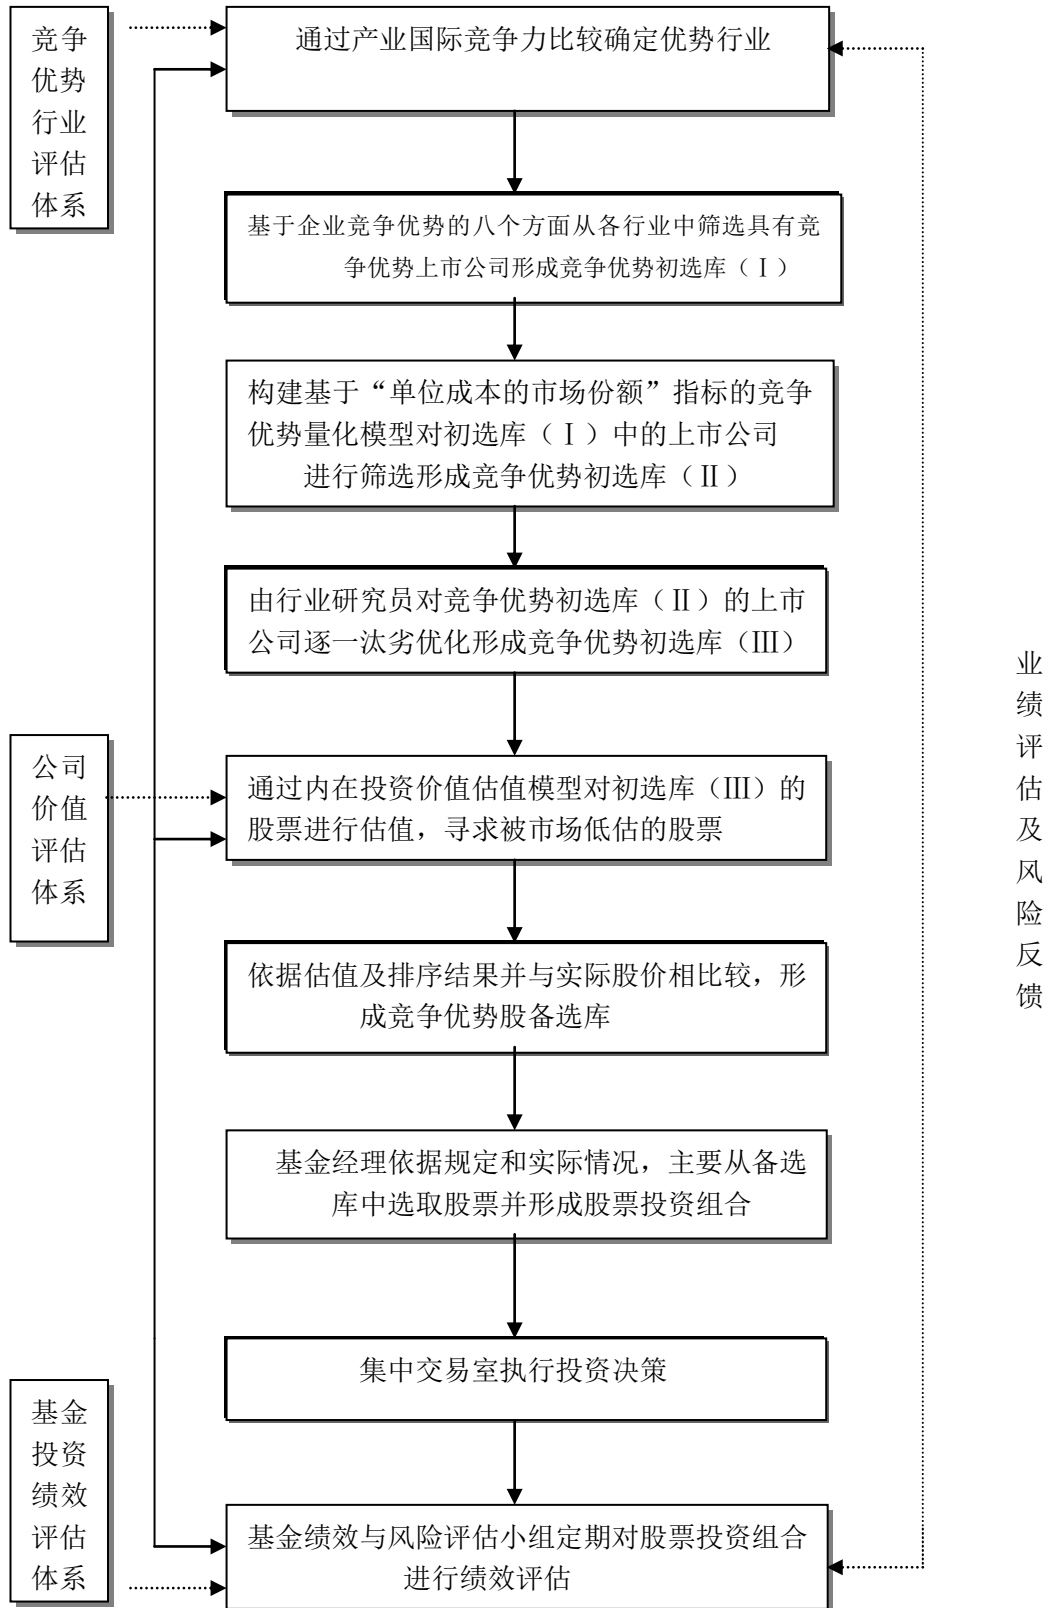 竞争
优势
行业
评估
体系
通过产业国际竞争力比较确定优势行业
基于企业竞争优势的八个方面从各行业中筛选具有竞
争优势上市公司形成竞争优势初选库（Ⅰ）
构建基于“单位成本的市场份额”指标的竞争
优势量化模型对初选库（Ⅰ）中的上市公司
进行筛选形成竞争优势初选库（Ⅱ）
由行业研究员对竞争优势初选库（Ⅱ）的上市
公司逐一汰劣优化形成竞争优势初选库（Ⅲ）
公司
价值
评估
体系
通过内在投资价值估值模型对初选库（Ⅲ）的
股票进行估值，寻求被市场低估的股票
依据估值及排序结果并与实际股价相比较，形
成竞争优势股备选库
基金经理依据规定和实际情况，主要从备选
库中选取股票并形成股票投资组合
集中交易室执行投资决策
基金
投资
绩效
评估
体系
基金绩效与风险评估小组定期对股票投资组合
进行绩效评估
业
绩
评
估
及
风
险
反
馈